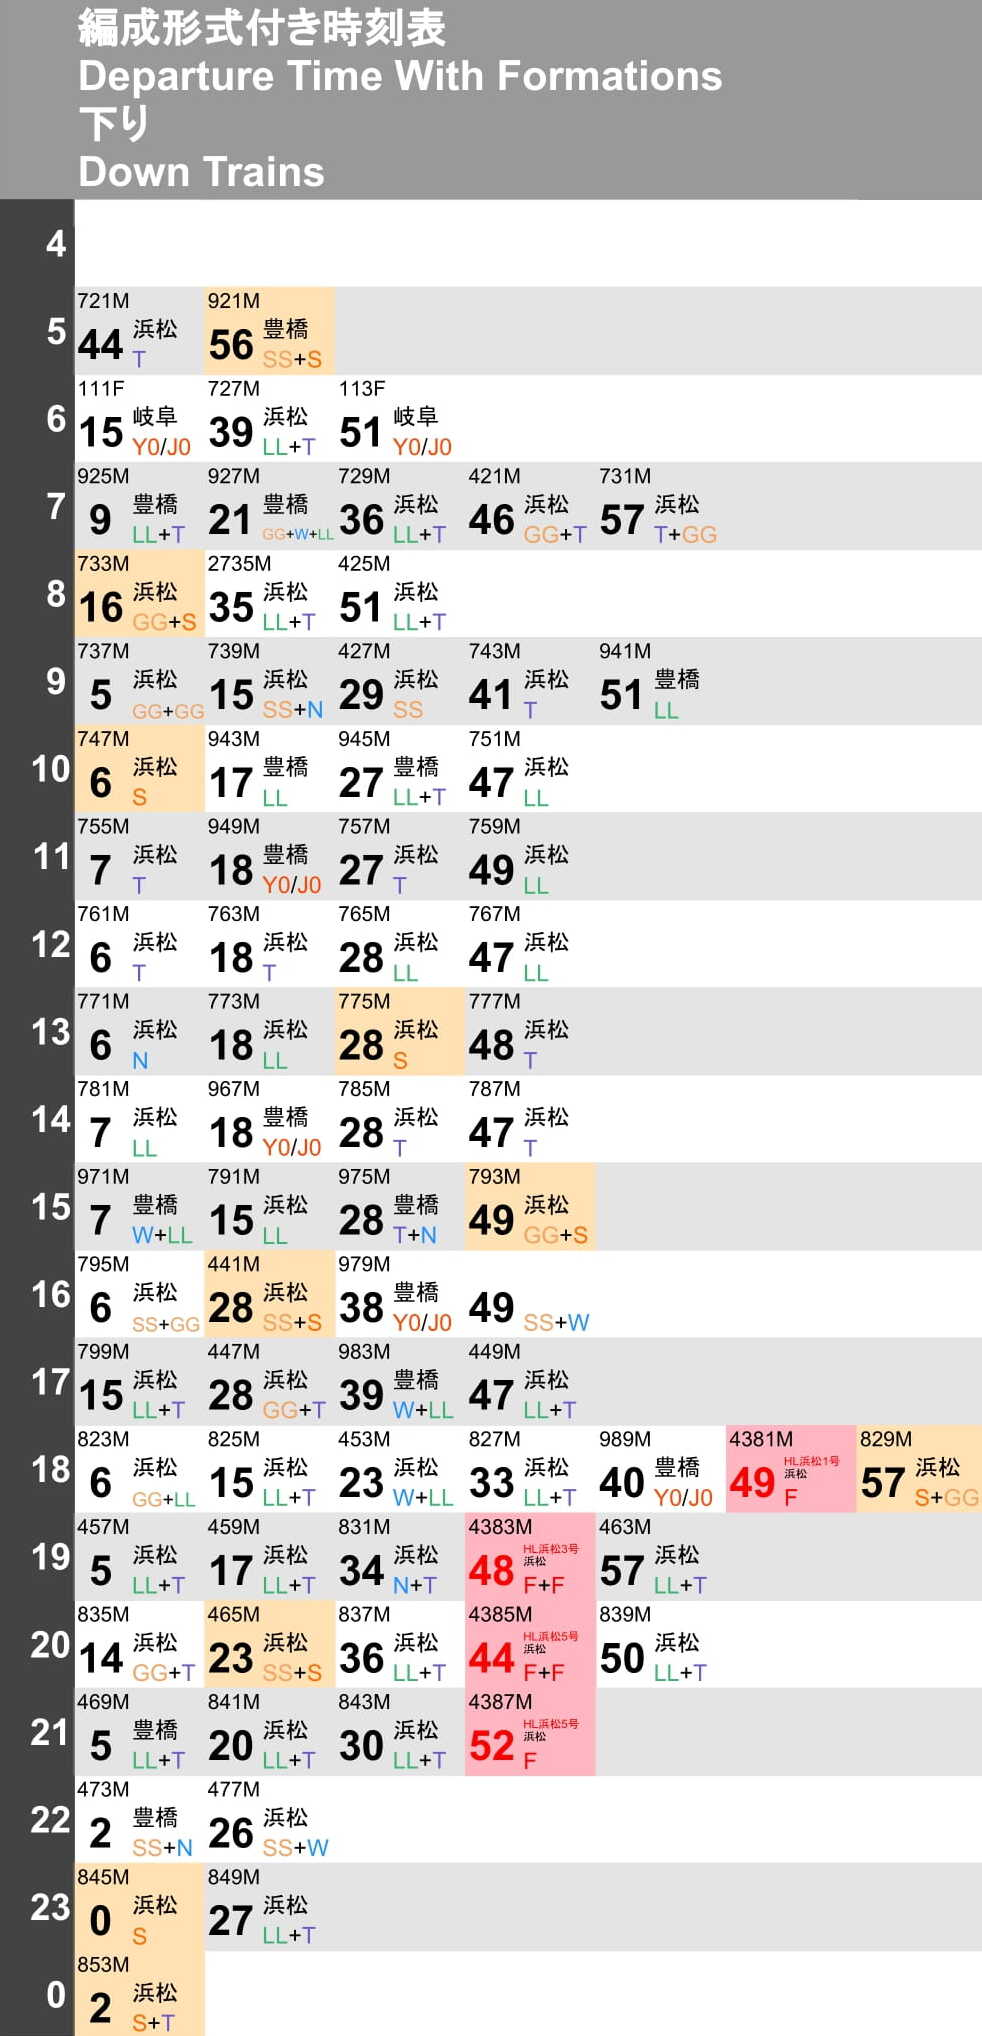 編成形式付き時刻表
Departure Time With Formations
下り
Down Trains
4
5
721M 44 浜松 T
921M 56 豊橋 SS+S
6
111F 15 岐阜 Y0/J0
727M 39 浜松 LL+T
113F 51 岐阜 Y0/J0
7
925M 9 豊橋 LL+T
927M 21 豊橋 GG+W+LL
729M 36 浜松 LL+T
421M 46 浜松 GG+T
731M 57 浜松 T+GG
8
733M 16 浜松 GG+S
2735M 35 浜松 LL+T
425M 51 浜松 LL+T
9
737M 5 浜松 GG+GG
739M 15 浜松 SS+N
427M 29 浜松 SS
743M 41 浜松 T
941M 51 豊橋 LL
10
747M 6 浜松 S
943M 17 豊橋 LL
945M 27 豊橋 LL+T
751M 47 浜松 LL
11
755M 7 浜松 T
949M 18 豊橋 Y0/J0
757M 27 浜松 T
759M 49 浜松 LL
12
761M 6 浜松 T
763M 18 浜松 T
765M 28 浜松 LL
767M 47 浜松 LL
13
771M 6 浜松 N
773M 18 浜松 LL
775M 28 浜松 S
777M 48 浜松 T
14
781M 7 浜松 LL
967M 18 豊橋 Y0/J0
785M 28 浜松 T
787M 47 浜松 T
15
971M 7 豊橋 W+LL
791M 15 浜松 LL
975M 28 豊橋 T+N
793M 49 浜松 GG+S
16
795M 6 浜松 SS+GG
441M 28 浜松 SS+S
979M 38 豊橋 Y0/J0
49 SS+W
17
799M 15 浜松 LL+T
447M 28 浜松 GG+T
983M 39 豊橋 W+LL
449M 47 浜松 LL+T
18
823M 6 浜松 GG+LL
825M 15 浜松 LL+T
453M 23 浜松 W+LL
827M 33 浜松 LL+T
989M 40 豊橋 Y0/J0
4381M 49 HL浜松1号 浜松 F
829M 57 浜松 S+GG
19
457M 5 浜松 LL+T
459M 17 浜松 LL+T
831M 34 浜松 N+T
4383M 48 HL浜松3号 浜松 F+F
463M 57 浜松 LL+T
20
835M 14 浜松 GG+T
465M 23 浜松 SS+S
837M 36 浜松 LL+T
4385M 44 HL浜松5号 浜松 F+F
839M 50 浜松 LL+T
21
469M 5 豊橋 LL+T
841M 20 浜松 LL+T
843M 30 浜松 LL+T
4387M 52 HL浜松5号 浜松 F
22
473M 2 豊橋 SS+N
477M 26 浜松 SS+W
23
845M 0 浜松 S
849M 27 浜松 LL+T
0
853M 2 浜松 S+T